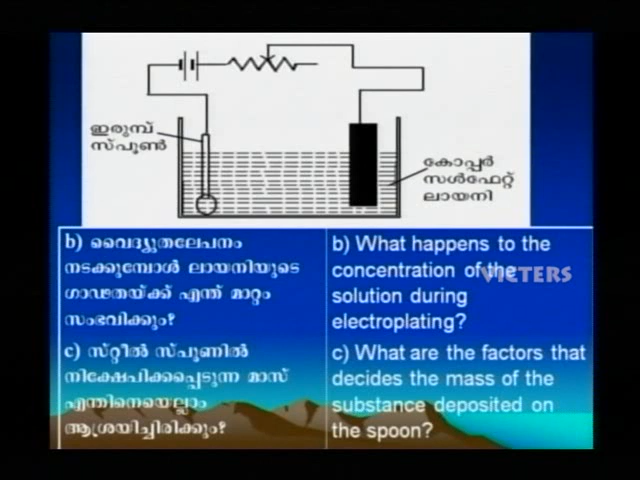 ഇരുമ്പ്
സ്പൂൺ
കോപ്പർ
സൾഫേറ്റ്
ലായനി
b) വൈദ്യുതലേപനം
നടക്കുമ്പോൾ ലായനിയുടെ
ഗാഢതയ്ക്ക് എന്ത് മാറ്റം
സംഭവിക്കും?
c) സ്റ്റീൽ സ്പൂണിൽ
നിക്ഷേപിക്കപ്പെടുന്ന മാസ്
എന്തിനെയെല്ലാം
ആശ്രയിച്ചിരിക്കും?
b) What happens to the
concentration of the
solution during
electroplating?
c) What are the factors that
decides the mass of the
substance deposited on
the spoon?
VICTERS